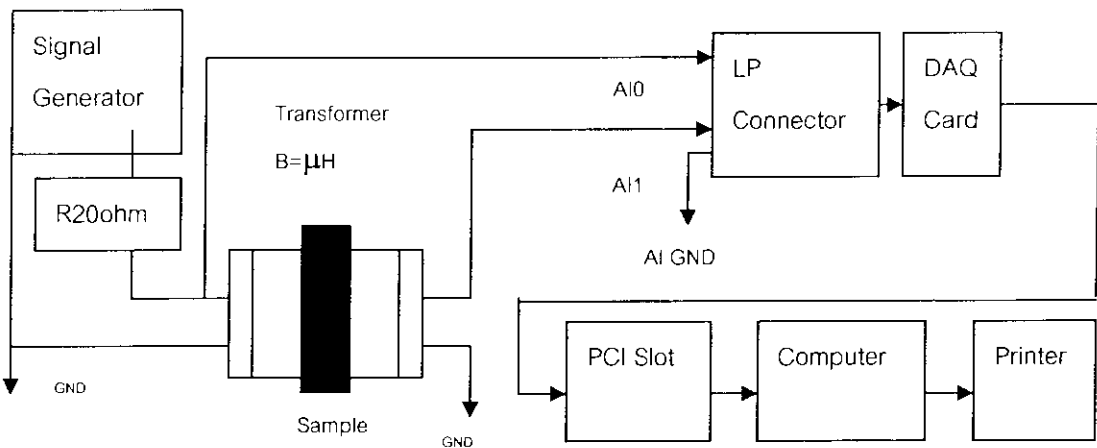 Signal
Generator
R20ohm
Transformer
B=μH
AI0
AI1
LP
Connector
DAQ
Card
AI GND
GND
Sample
GND
PCI Slot
Computer
Printer